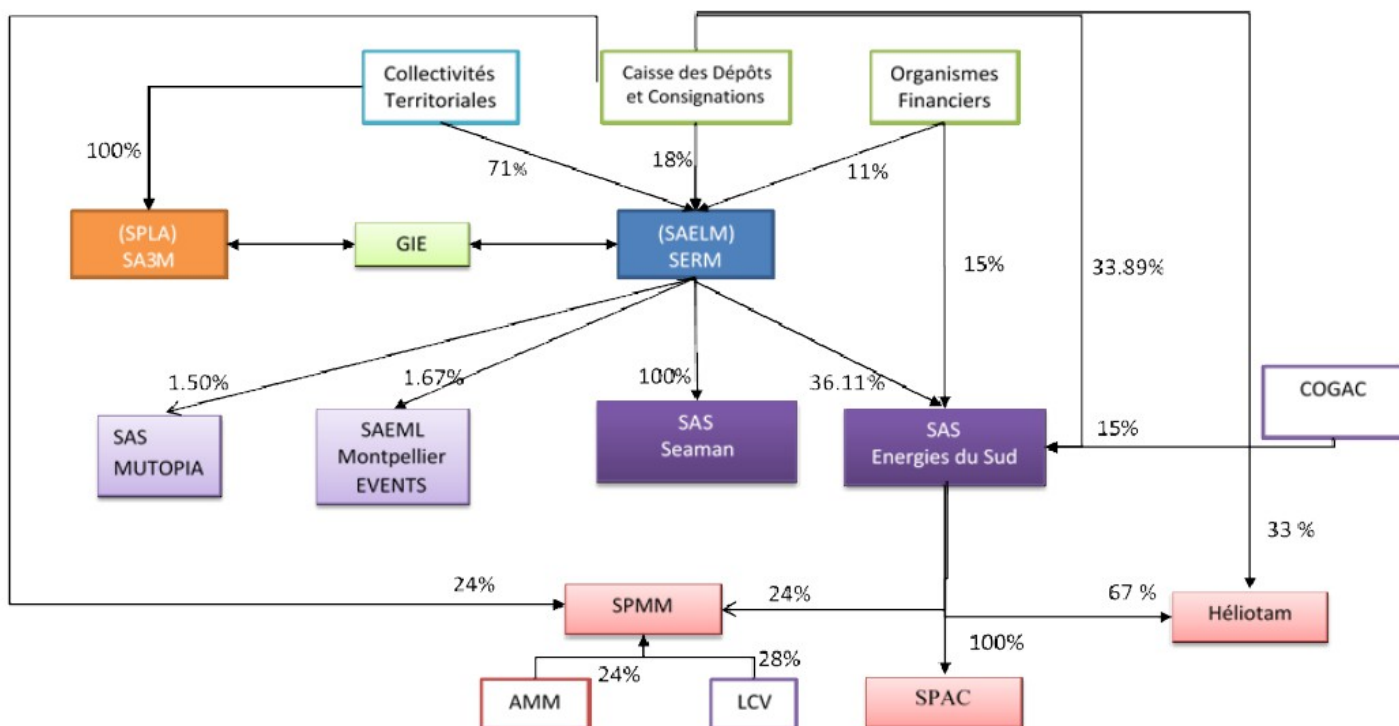 Collectivités
Territoriales
Caisse des Dépôts
et Consignations
Organismes
Financiers
100%
71%
18%
11%
(SPLA)
SA3M
GIE
(SAELM)
SERM
15%
33.89%
1.50%
1.67%
100%
36.11%
COGAC
SAS
MUTOPIA
SAEML
Montpellier
EVENTS
SAS
Seaman
SAS
Energies du Sud
15%
33 %
24%
SPMM
24%
67 %
Héliotam
100%
24%
28%
AMM
LCV
SPAC